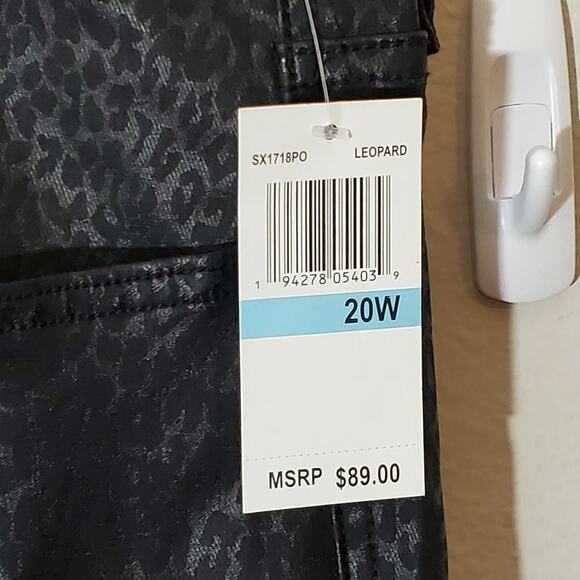 SX1718PO LEOPARD
1 94278 05403 9
20W
MSRP $89.00